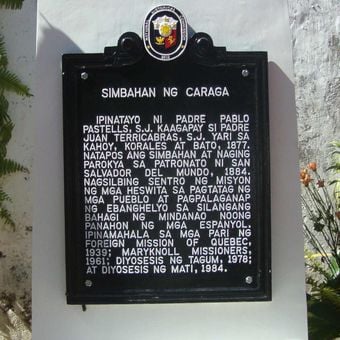 SIMBAHAN NG CARAGA
IPINATAYO NI PADRE PABLO
PASTELLS, S.J. KAAGAPAY SI PADRE
JUAN TERRICABRAS, S.J. YARI SA
KAHOY, KORALES AT BATO, 1877.
NATAPOS ANG SIMBAHAN AT NAGING
PAROKYA SA PATRONATO NI SAN
SALVADOR DEL MUNDO, 1884.
NAGSILBING SENTRO NG MISYON
NG MGA HESWITA SA PAGTATAG NG
MGA PUEBLO AT PAGPALAGANAP
NG EBANGHELYO SA SILANGANG
BAHAGI NG MINDANAO NOONG
PANAHON NG MGA ESPANYOL.
IPINAMAHALA SA MGA PARI NG
FOREIGN MISSION OF QUEBEC,
1939; MARYKNOLL MISSIONERS,
1961; DIYOSESIS NG TAGUM, 1978;
AT DIYOSESIS NG MATI, 1984.